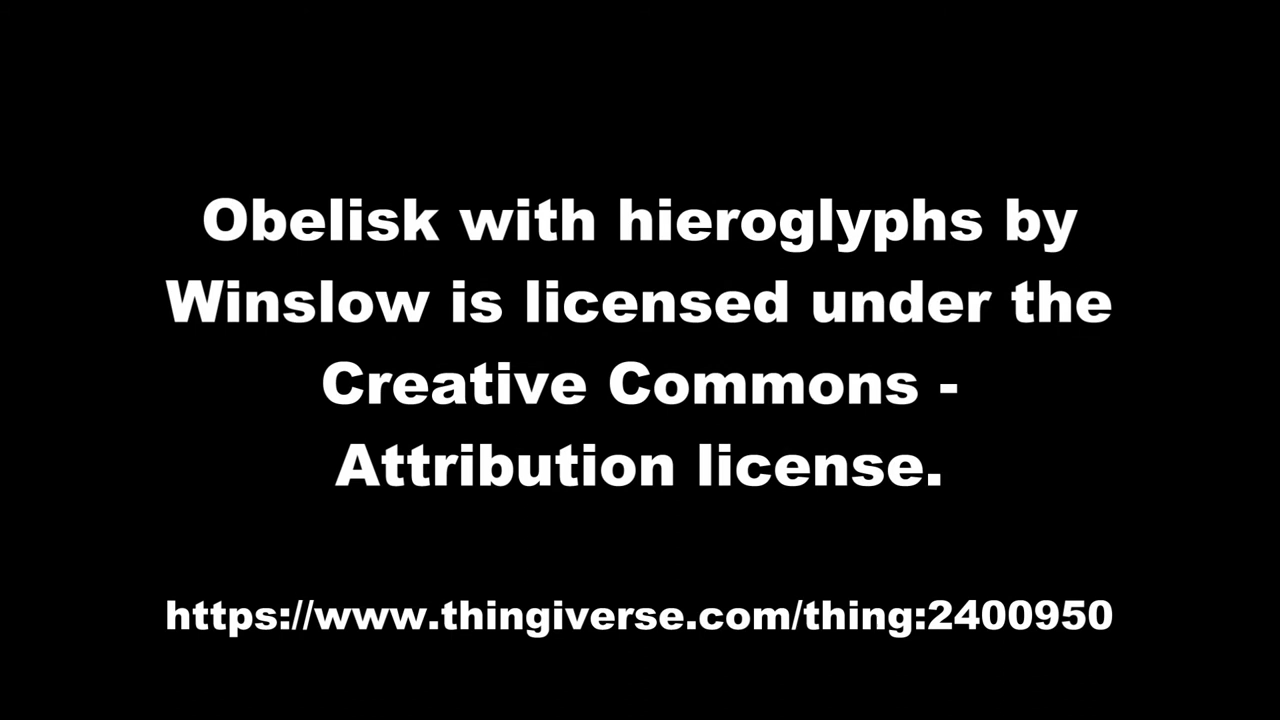 Obelisk with hieroglyphs by
Winslow is licensed under the
Creative Commons -
Attribution license.
https://www.thingiverse.com/thing:2400950